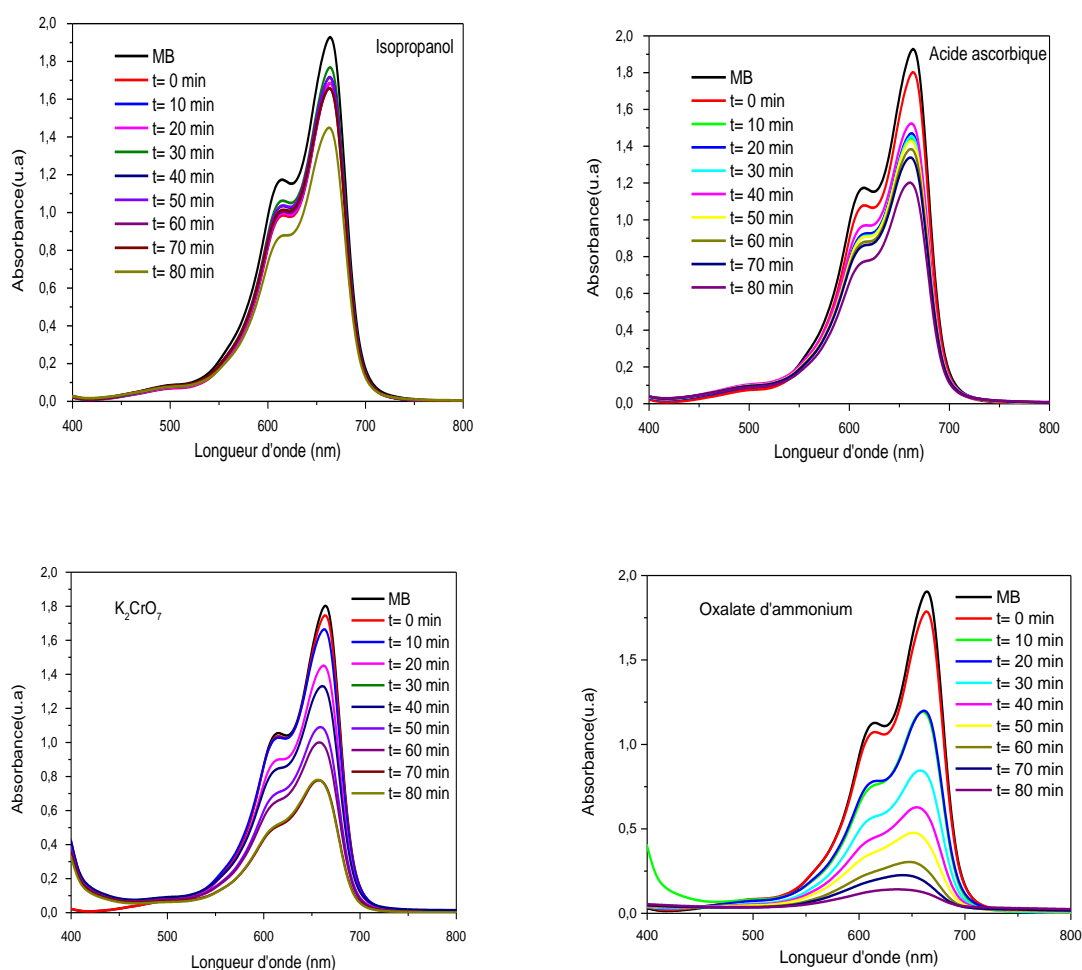 Isopropanol
MB
t= 0 min
t= 10 min
t= 20 min
t= 30 min
t= 40 min
t= 50 min
t= 60 min
t= 70 min
t= 80 min
2,0
1,8
1,6
1,4
1,2
1,0
0,8
0,6
0,4
0,2
0,0
Absorbance(u.a)
400 500 600 700 800
Longueur d'onde (nm)
Acide ascorbique
MB
t= 0 min
t= 10 min
t= 20 min
t= 30 min
t= 40 min
t= 50 min
t= 60 min
t= 70 min
t= 80 min
2,0
1,8
1,6
1,4
1,2
1,0
0,8
0,6
0,4
0,2
0,0
Absorbance(u.a)
400 500 600 700 800
Longueur d'onde (nm)
K₂CrO₇
MB
t= 0 min
t= 10 min
t= 20 min
t= 30 min
t= 40 min
t= 50 min
t= 60 min
t= 70 min
t= 80 min
2,0
1,8
1,6
1,4
1,2
1,0
0,8
0,6
0,4
0,2
0,0
Absorbance(u.a)
400 500 600 700 800
Longueur d'onde (nm)
Oxalate d'ammonium
MB
t= 0 min
t= 10 min
t= 20 min
t= 30 min
t= 40 min
t= 50 min
t= 60 min
t= 70 min
t= 80 min
2,0
1,5
1,0
0,5
0,0
Absorbance(u.a)
400 500 600 700 800
Longueur d'onde (nm)